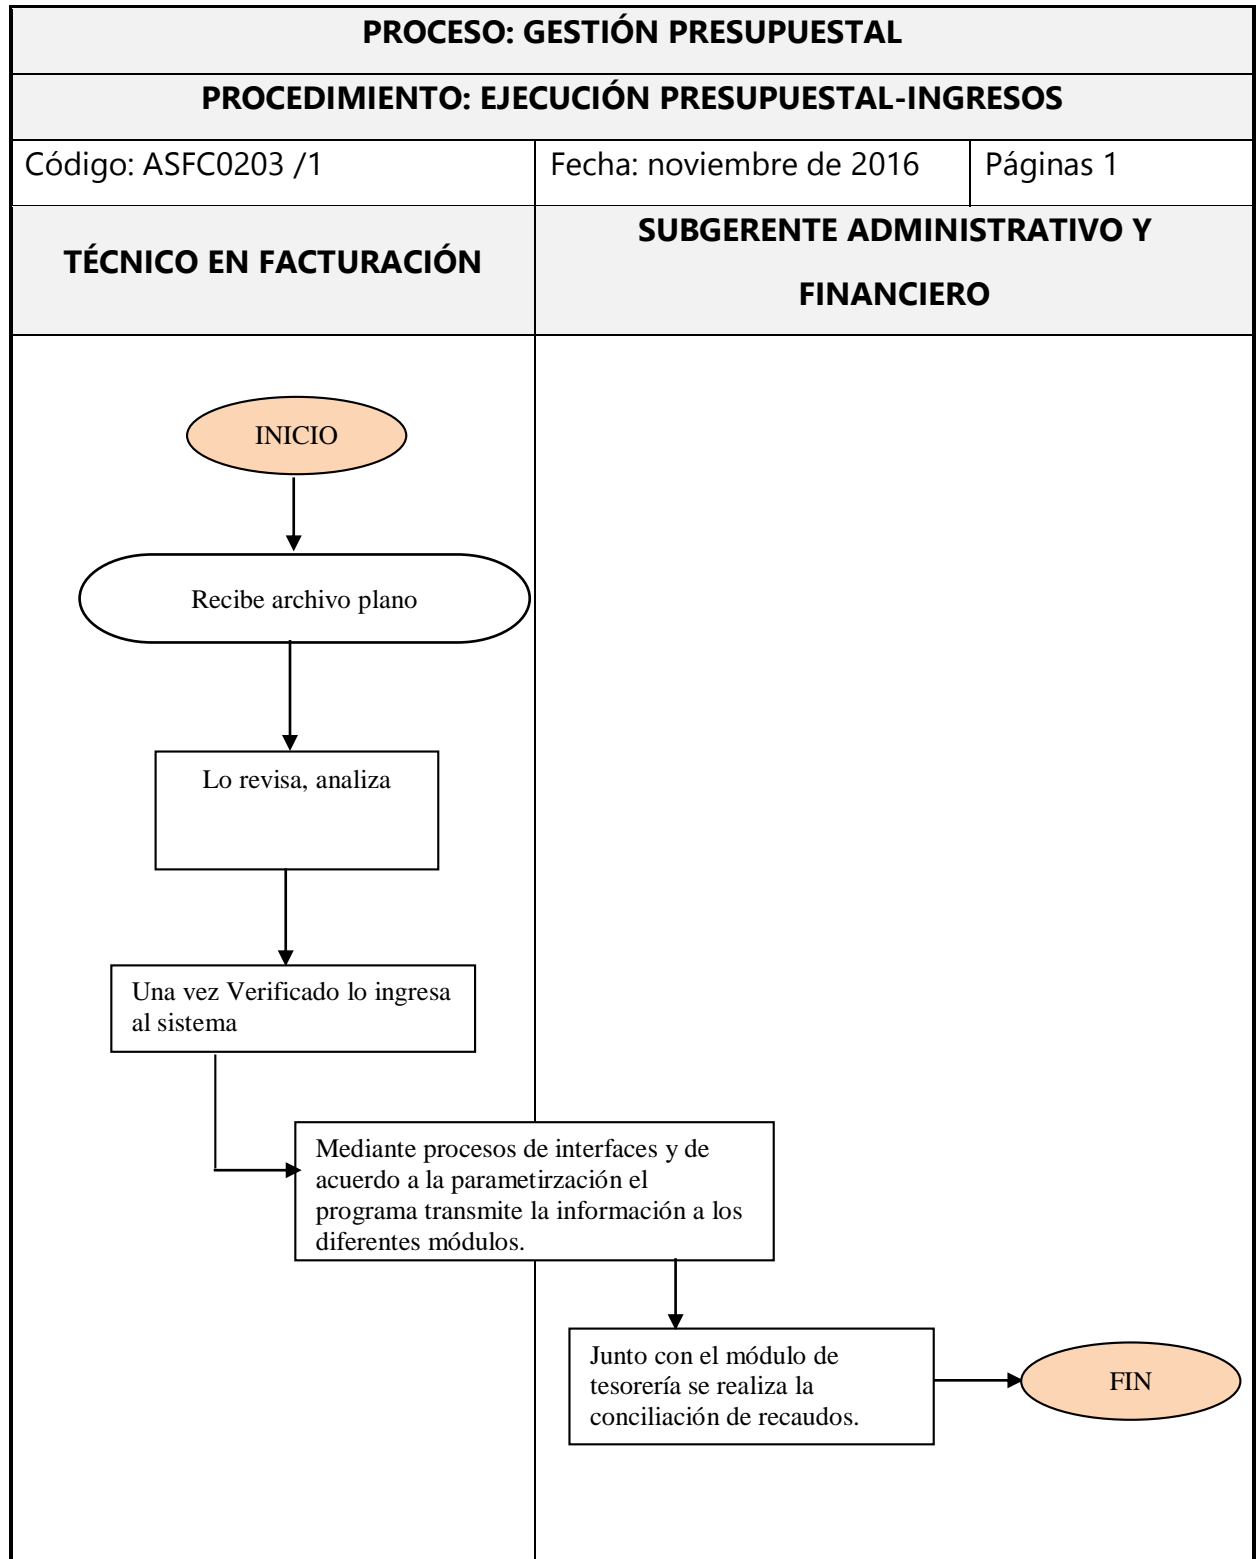 PROCESO: GESTIÓN PRESUPUESTAL
PROCEDIMIENTO: EJECUCIÓN PRESUPUESTAL-INGRESOS
Código: ASFC0203 /1
Fecha: noviembre de 2016
Páginas 1
TÉCNICO EN FACTURACIÓN
SUBGERENTE ADMINISTRATIVO Y
FINANCIERO
INICIO
Recibe archivo plano
Lo revisa, analiza
Una vez Verificado lo ingresa
al sistema
Mediante procesos de interfaces y de
acuerdo a la parametirzación el
programa transmite la información a los
diferentes módulos.
Junto con el módulo de
tesorería se realiza la
conciliación de recaudos.
FIN